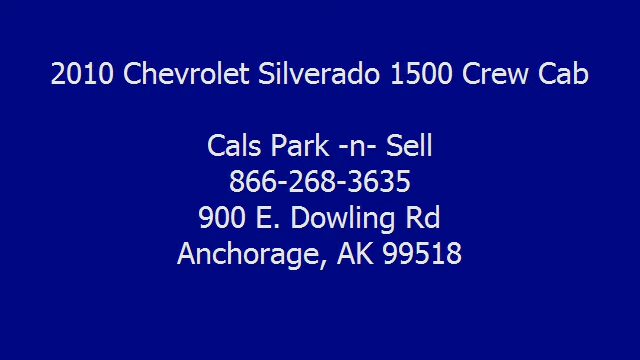 2010 Chevrolet Silverado 1500 Crew Cab
Cals Park -n- Sell
866-268-3635
900 E. Dowling Rd
Anchorage, AK 99518